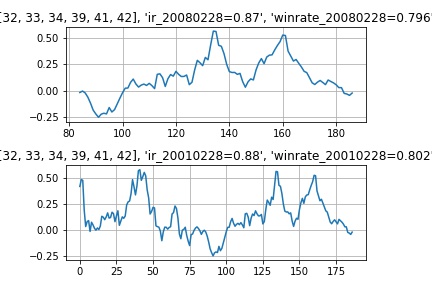 [32, 33, 34, 39, 41, 42], 'ir_20080228=0.87', 'winrate_20080228=0.796'
0.50
0.25
0.00
−0.25
80 100 120 140 160 180
[32, 33, 34, 39, 41, 42], 'ir_20010228=0.88', 'winrate_20010228=0.802'
0.50
0.25
0.00
−0.25
0 25 50 75 100 125 150 175